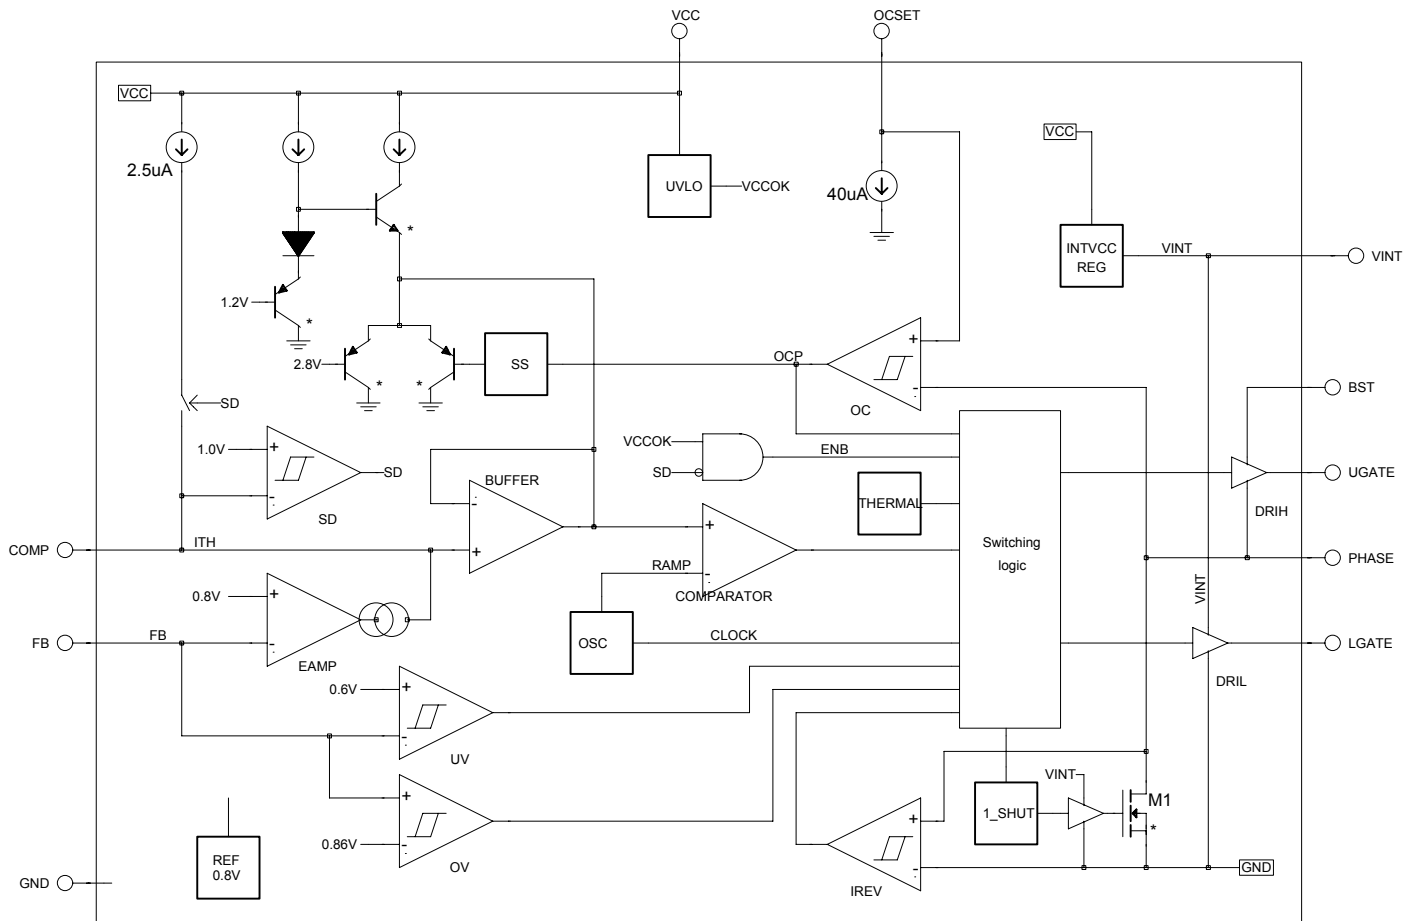 VCC
OCSET
VCC
2.5uA
UVLO
VCCOK
40uA
VCC
INTVCC
REG
VINT
VINT
*
1.2V
*
2.8V
*
*
SS
OCP
+
-
OC
BST
SD
1.0V
+
-
SD
SD
VCCOK
SD
ENB
BUFFER
-
+
THERMAL
UGATE
DRIH
COMP
ITH
+
-
RAMP
COMPARATOR
Switching
logic
PHASE
VINT
0.8V
+
-
EAMP
FB
FB
OSC
CLOCK
LGATE
DRIL
0.6V
+
-
UV
VINT
M1
*
1_SHUT
+
-
0.86V
OV
+
-
IREV
REF
0.8V
GND
GND